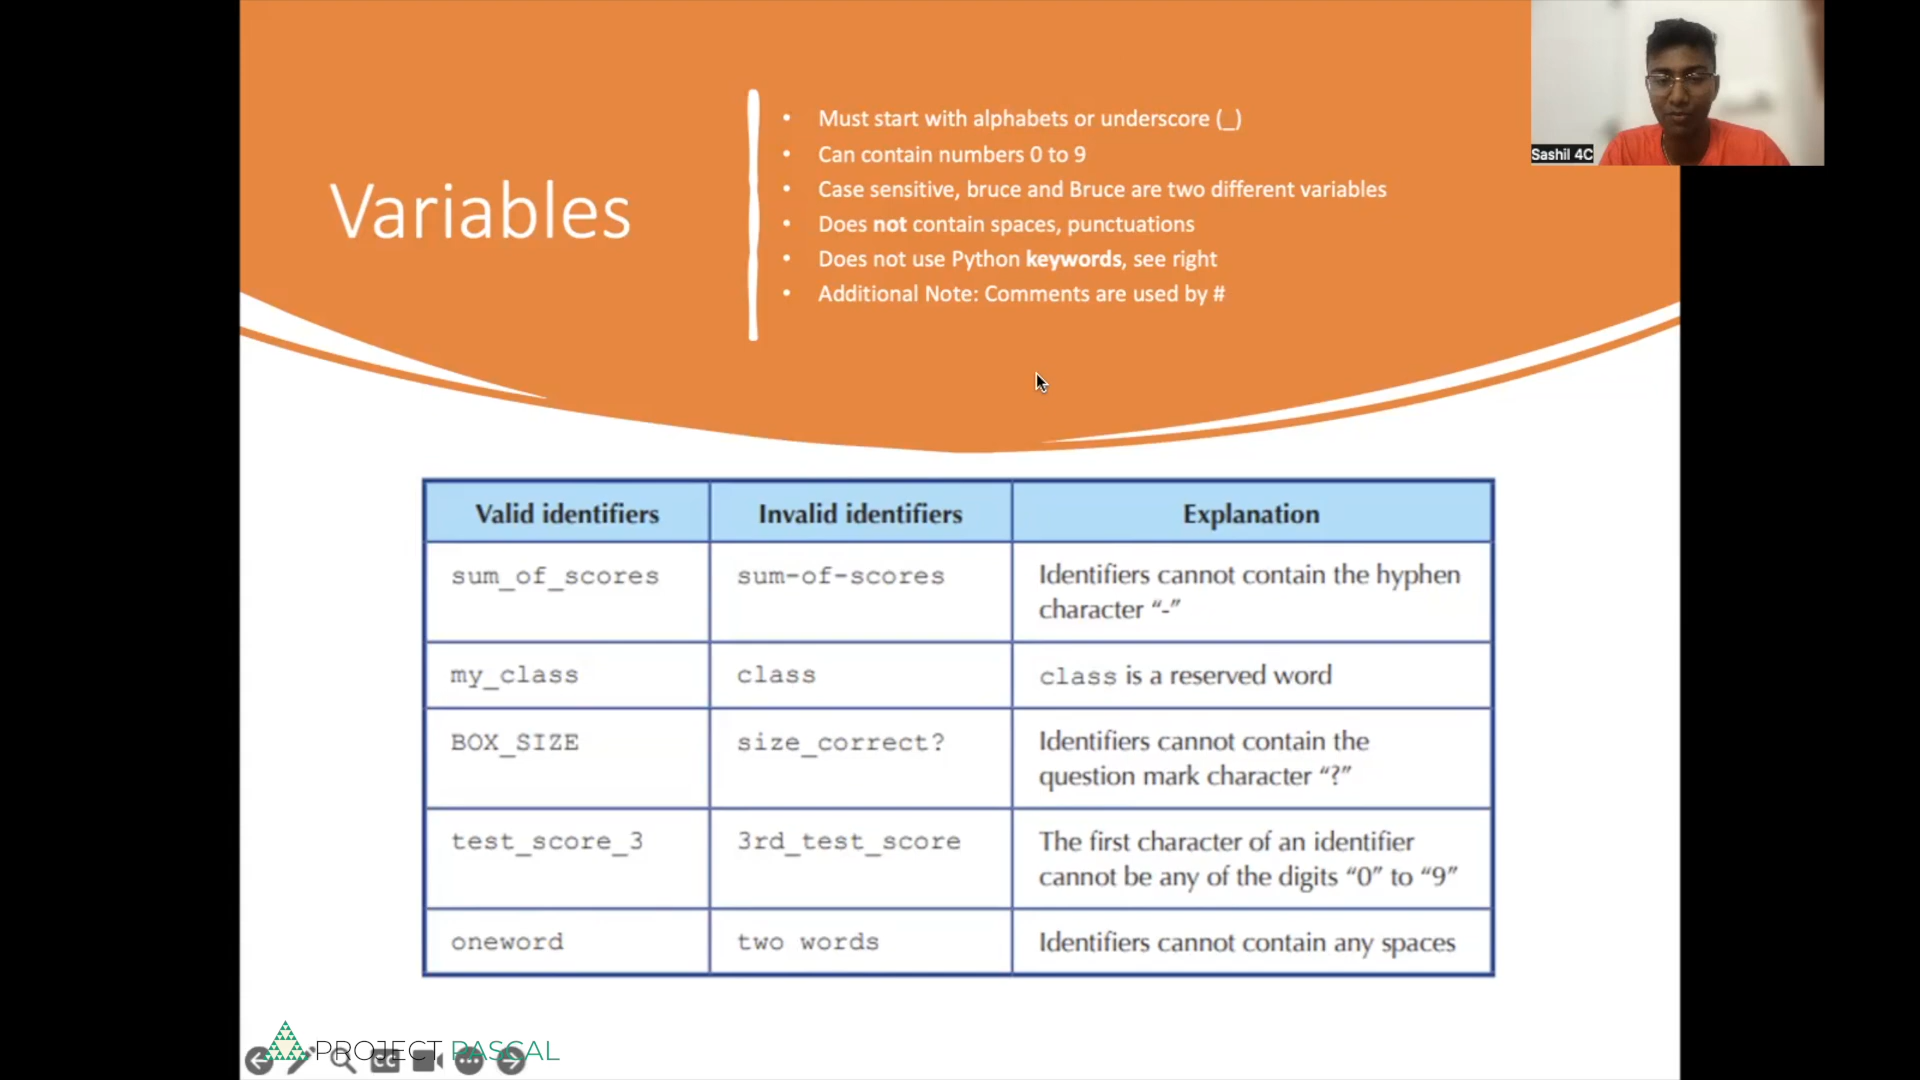 Variables
• Must start with alphabets or underscore (_)
• Can contain numbers 0 to 9
• Case sensitive, bruce and Bruce are two different variables
• Does not contain spaces, punctuations
• Does not use Python keywords, see right
• Additional Note: Comments are used by #
Sashil 4C
Valid identifiers Invalid identifiers Explanation
sum_of_scores sum-of-scores Identifiers cannot contain the hyphen
character “-”
my_class class class is a reserved word
BOX_SIZE size_correct? Identifiers cannot contain the
question mark character “?”
test_score_3 3rd_test_score The first character of an identifier
cannot be any of the digits “0” to “9”
oneword two words Identifiers cannot contain any spaces
PROJECT PASCAL
CC